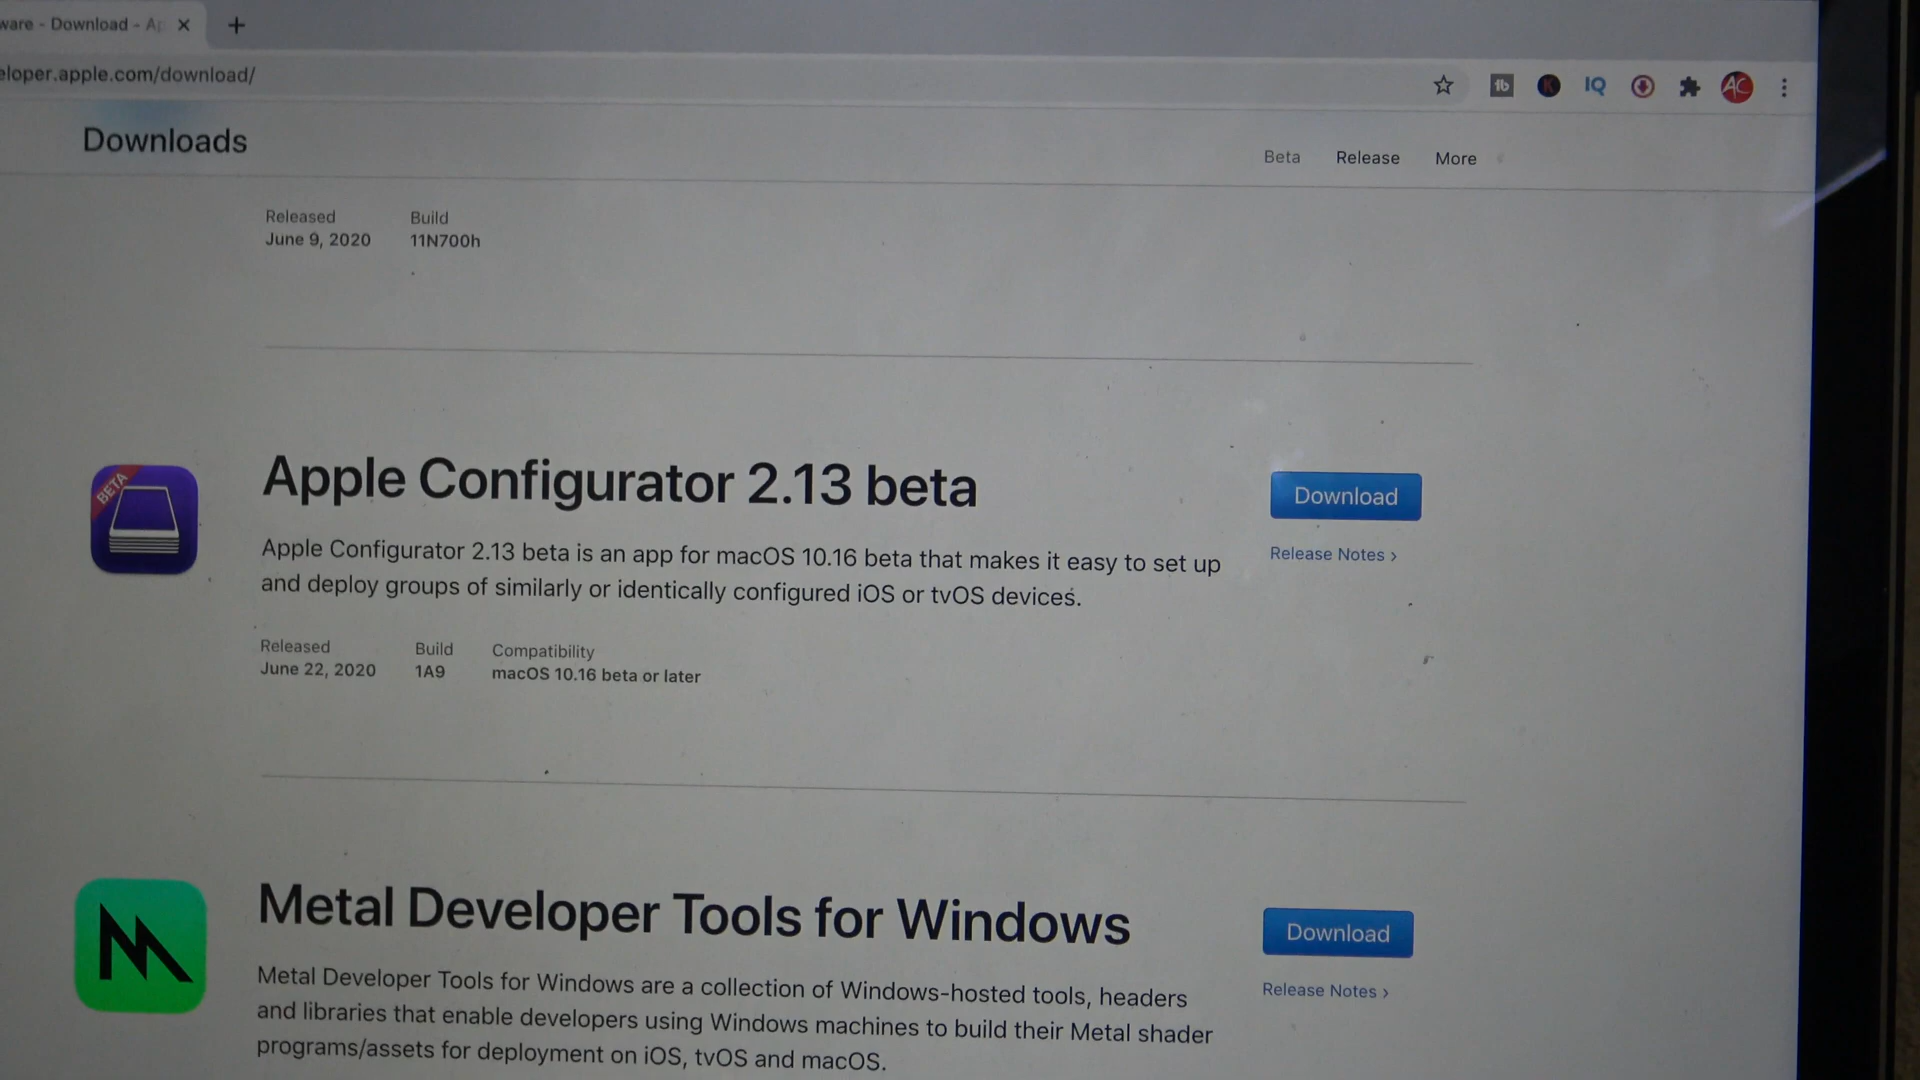 ware - Download - Ap
eloper.apple.com/download/
tb
K
IQ
AC
Downloads
Beta Release More
Released Build
June 9, 2020 11N700h
BETA
Apple Configurator 2.13 beta
Download
Apple Configurator 2.13 beta is an app for macOS 10.16 beta that makes it easy to set up
and deploy groups of similarly or identically configured iOS or tvOS devices.
Release Notes ›
Released Build Compatibility
June 22, 2020 1A9 macOS 10.16 beta or later
Metal Developer Tools for Windows
Download
Metal Developer Tools for Windows are a collection of Windows-hosted tools, headers
and libraries that enable developers using Windows machines to build their Metal shader
programs/assets for deployment on iOS, tvOS and macOS.
Release Notes ›